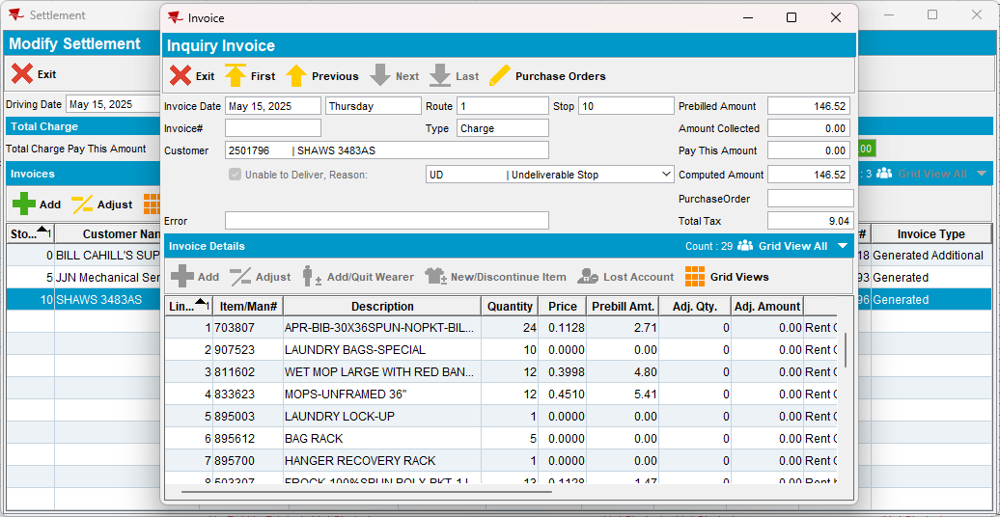 Settlement
Modify Settlement
Exit
Driving Date May 15, 2025
Total Charge
Total Charge Pay This Amount
.00
Invoices : 3 Grid View All
Add Adjust
Sto... 1 Customer Nan # Invoice Type
0 BILL CAHILL'S SUP 18 Generated Additional
5 JJN Mechanical Ser 93 Generated
10 SHAWS 3483AS 96 Generated
Invoice
Inquiry Invoice
Exit First Previous Next Last Purchase Orders
Invoice Date May 15, 2025 Thursday Route 1 Stop 10 Prebilled Amount 146.52
Invoice# Type Charge Amount Collected 0.00
Customer 2501796 | SHAWS 3483AS Pay This Amount 0.00
Unable to Deliver, Reason: UD | Undeliverable Stop Computed Amount 146.52
PurchaseOrder
Error Total Tax 9.04
Invoice Details Count : 29 Grid View All
Add Adjust Add/Quit Wearer New/Discontinue Item Lost Account Grid Views
Lin... 1 Item/Man# Description Quantity Price Prebill Amt. Adj. Qty. Adj. Amount
1 703807 APR-BIB-30X36SPUN-NOPKT-BIL... 24 0.1128 2.71 0 0.00 Rent C
2 907523 LAUNDRY BAGS-SPECIAL 10 0.0000 0.00 0 0.00 Rent C
3 811602 WET MOP LARGE WITH RED BAN... 12 0.3998 4.80 0 0.00 Rent C
4 833623 MOPS-UNFRAMED 36" 12 0.4510 5.41 0 0.00 Rent C
5 895003 LAUNDRY LOCK-UP 1 0.0000 0.00 0 0.00 Rent C
6 895612 BAG RACK 5 0.0000 0.00 0 0.00 Rent C
7 895700 HANGER RECOVERY RACK 1 0.0000 0.00 0 0.00 Rent C
8 503307 FROCK 100%SPUN POLY PKT 0.1128 1.47 0 0.00 Rent